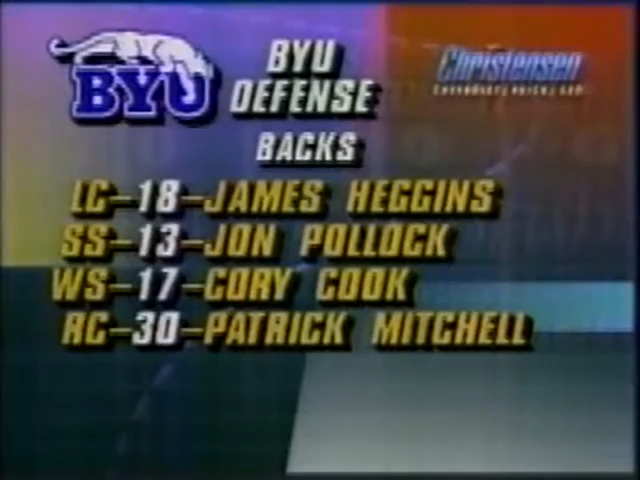 BYU
BYU
DEFENSE
Christensen
BACKS
LC-18-JAMES HEGGINS
SS-13-JON POLLOCK
WS-17-CORY COOK
RC-30-PATRICK MITCHELL